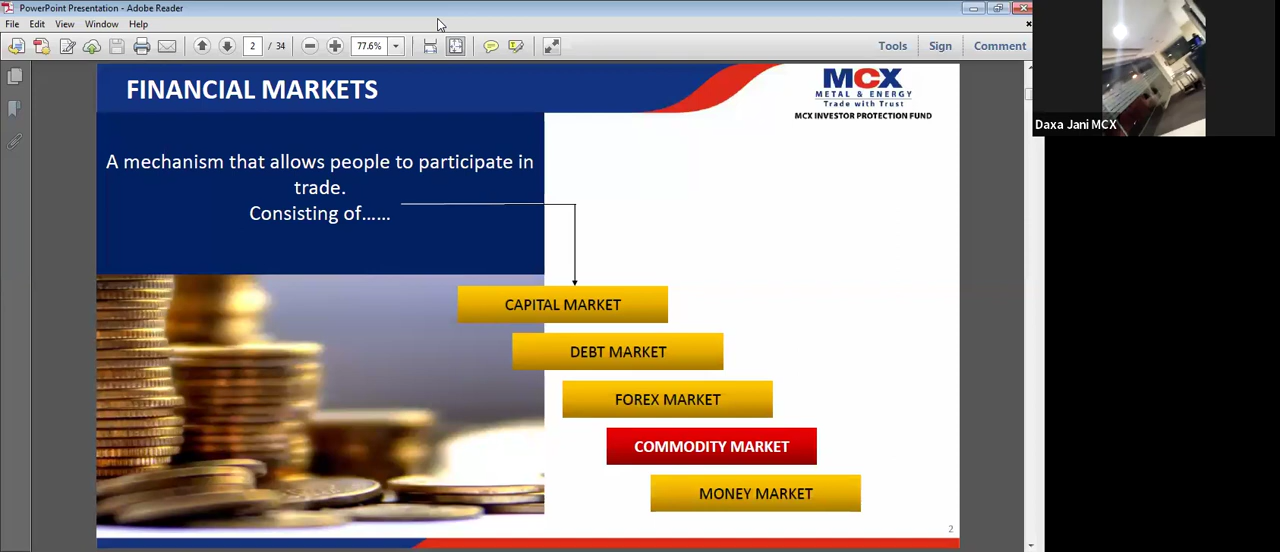 PowerPoint Presentation - Adobe Reader
File Edit View Window Help
2 / 34 77.6% Tools Sign Comment
Daxa Jani MCX
FINANCIAL MARKETS
MCX
METAL & ENERGY
Trade with Trust
MCX INVESTOR PROTECTION FUND
A mechanism that allows people to participate in
trade.
Consisting of......
CAPITAL MARKET
DEBT MARKET
FOREX MARKET
COMMODITY MARKET
MONEY MARKET
2